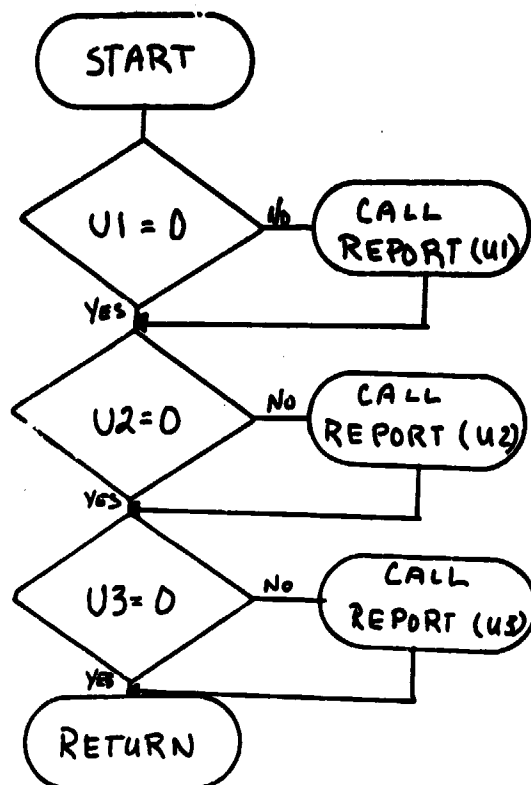 START
U1 = 0
NO
CALL
REPORT (U1)
YES
U2=0
NO
CALL
REPORT (U2)
YES
U3=0
NO
CALL
REPORT (U3)
YES
RETURN